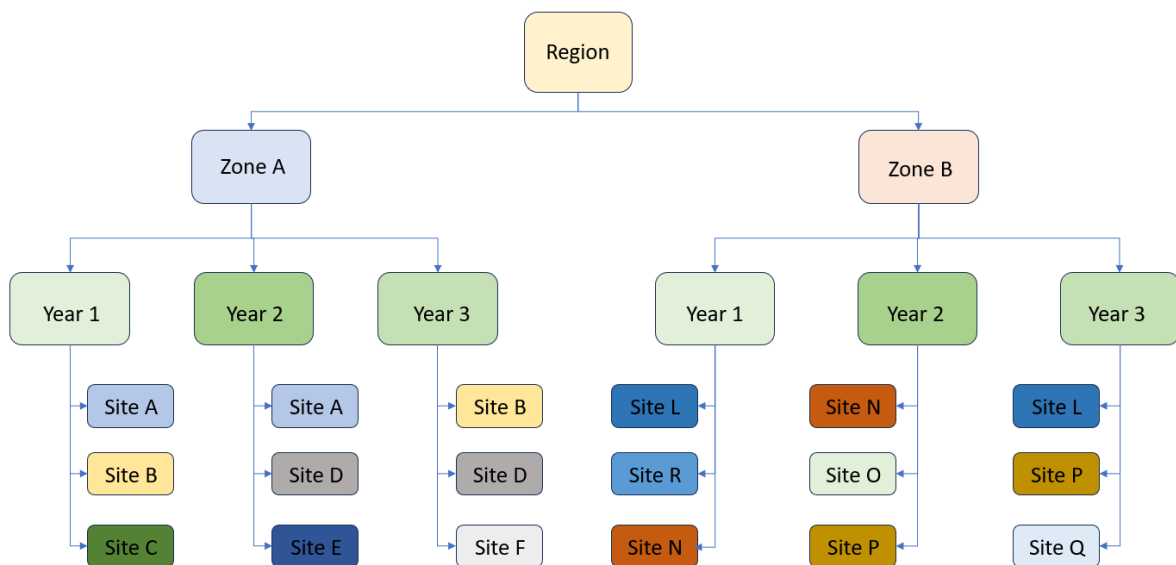 Region
Zone A
Zone B
Year 1
Year 2
Year 3
Year 1
Year 2
Year 3
Site A
Site A
Site B
Site L
Site N
Site L
Site B
Site D
Site D
Site R
Site O
Site P
Site C
Site E
Site F
Site N
Site P
Site Q